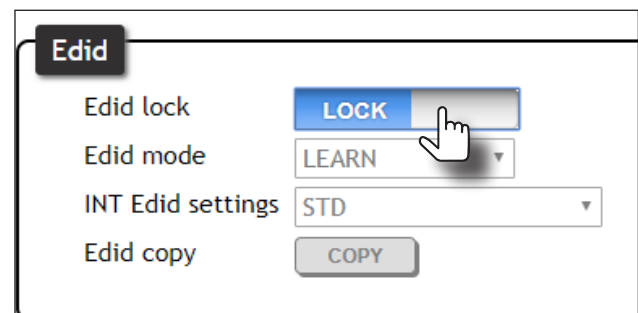 Edid
Edid lock LOCK
Edid mode LEARN
INT Edid settings STD
Edid copy COPY